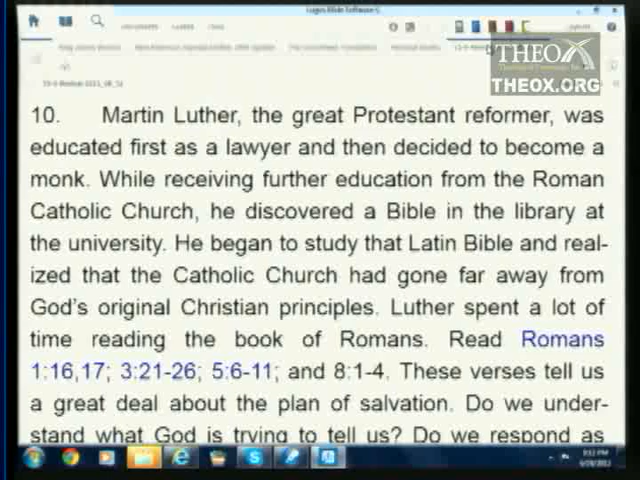 Logos Bible Software
THEOX
THEOX.ORG
10. Martin Luther, the great Protestant reformer, was
educated first as a lawyer and then decided to become a
monk. While receiving further education from the Roman
Catholic Church, he discovered a Bible in the library at
the university. He began to study that Latin Bible and real-
ized that the Catholic Church had gone far away from
God's original Christian principles. Luther spent a lot of
time reading the book of Romans. Read Romans
1:16,17; 3:21-26; 5:6-11; and 8:1-4. These verses tell us
a great deal about the plan of salvation. Do we under-
stand what God is trying to tell us? Do we respond as